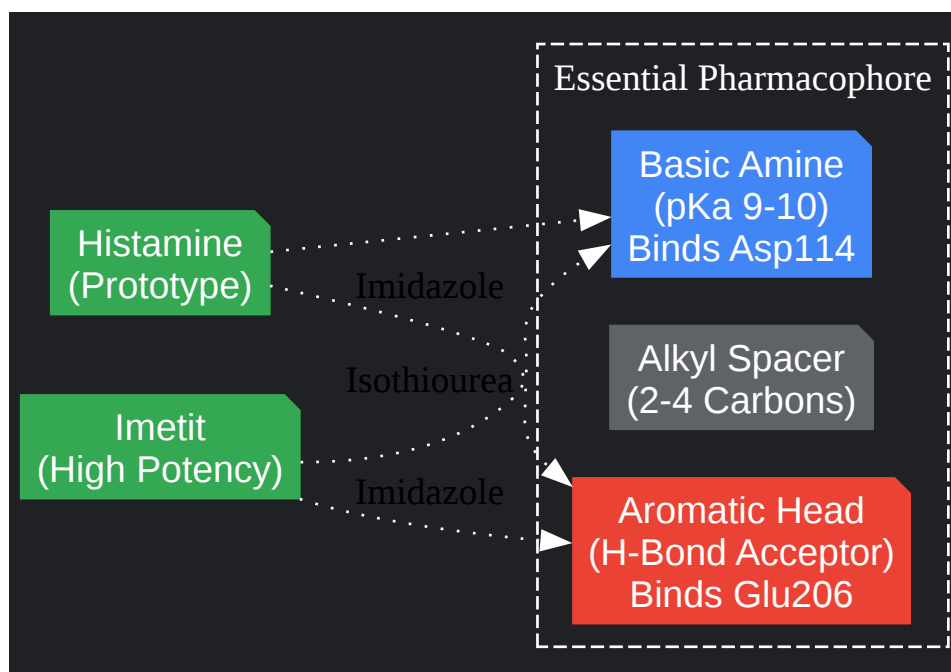 Essential Pharmacophore
Basic Amine
(pKa 9-10)
Binds Asp114
Histamine
(Prototype)
Imidazole
Alkyl Spacer
(2-4 Carbons)
Isothiourea
Imetit
(High Potency)
Imidazole
Aromatic Head
(H-Bond Acceptor)
Binds Glu206